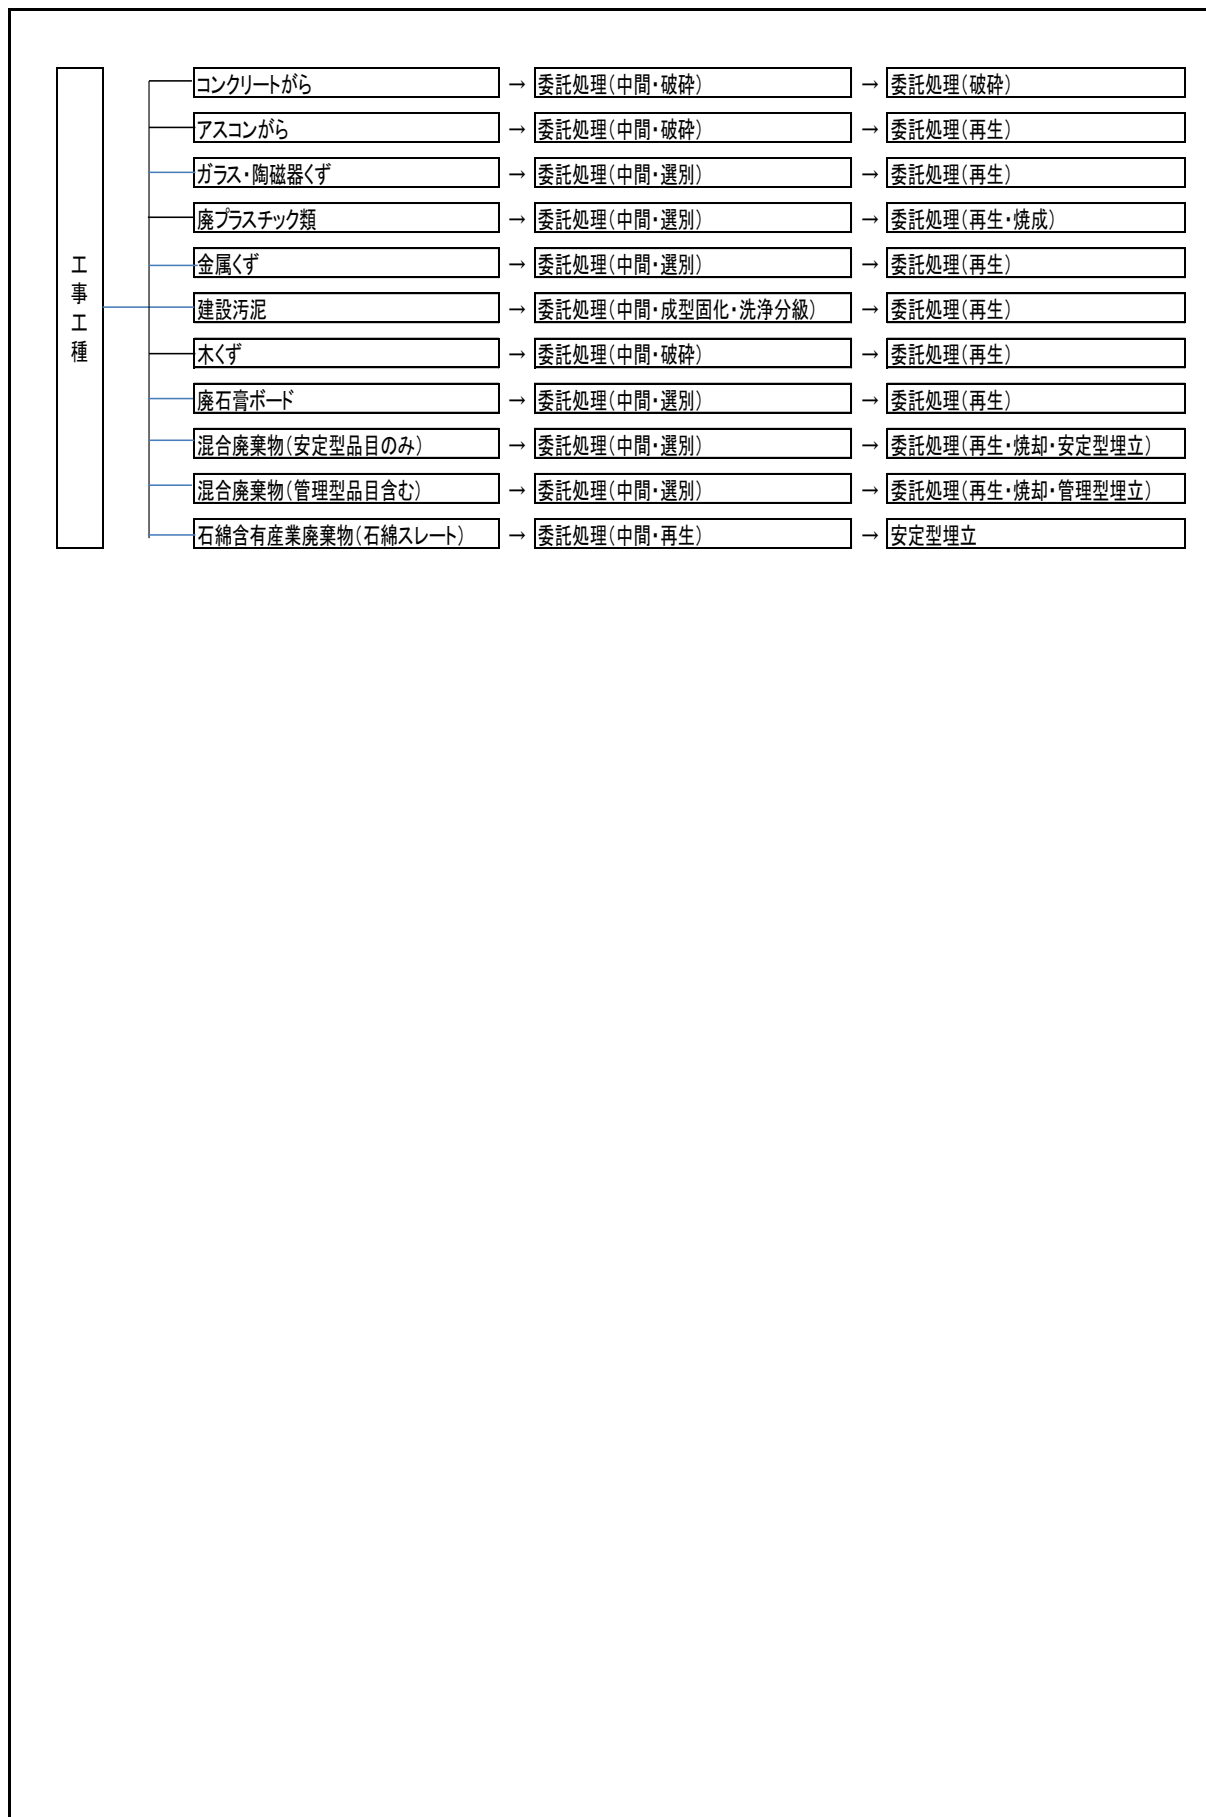 工事工種
コンクリートがら → 委託処理(中間・破砕) → 委託処理(破砕)
アスコンがら → 委託処理(中間・破砕) → 委託処理(再生)
ガラス・陶磁器くず → 委託処理(中間・選別) → 委託処理(再生)
廃プラスチック類 → 委託処理(中間・選別) → 委託処理(再生・焼成)
金属くず → 委託処理(中間・選別) → 委託処理(再生)
建設汚泥 → 委託処理(中間・成型固化・洗浄分級) → 委託処理(再生)
木くず → 委託処理(中間・破砕) → 委託処理(再生)
廃石膏ボード → 委託処理(中間・選別) → 委託処理(再生)
混合廃棄物(安定型品目のみ) → 委託処理(中間・選別) → 委託処理(再生・焼却・安定型埋立)
混合廃棄物(管理型品目含む) → 委託処理(中間・選別) → 委託処理(再生・焼却・管理型埋立)
石綿含有産業廃棄物(石綿スレート) → 委託処理(中間・再生) → 安定型埋立